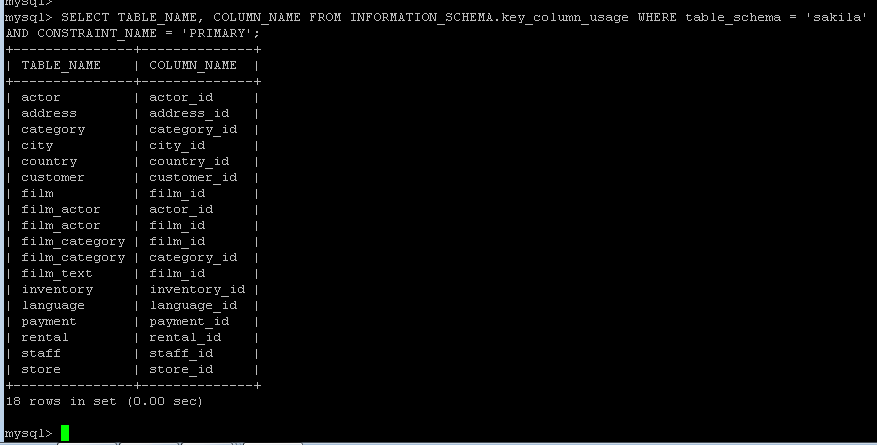 mysql>
mysql> SELECT TABLE_NAME, COLUMN_NAME FROM INFORMATION_SCHEMA.key_column_usage WHERE table_schema = 'sakila'
AND CONSTRAINT_NAME = 'PRIMARY';
+---------------+--------------+
| TABLE_NAME    | COLUMN_NAME  |
+---------------+--------------+
| actor         | actor_id     |
| address       | address_id   |
| category      | category_id  |
| city          | city_id      |
| country       | country_id   |
| customer      | customer_id  |
| film          | film_id      |
| film_actor    | actor_id     |
| film_actor    | film_id      |
| film_category | film_id      |
| film_category | category_id  |
| film_text     | film_id      |
| inventory     | inventory_id |
| language      | language_id  |
| payment       | payment_id   |
| rental        | rental_id    |
| staff         | staff_id     |
| store         | store_id     |
+---------------+--------------+
18 rows in set (0.00 sec)
mysql>